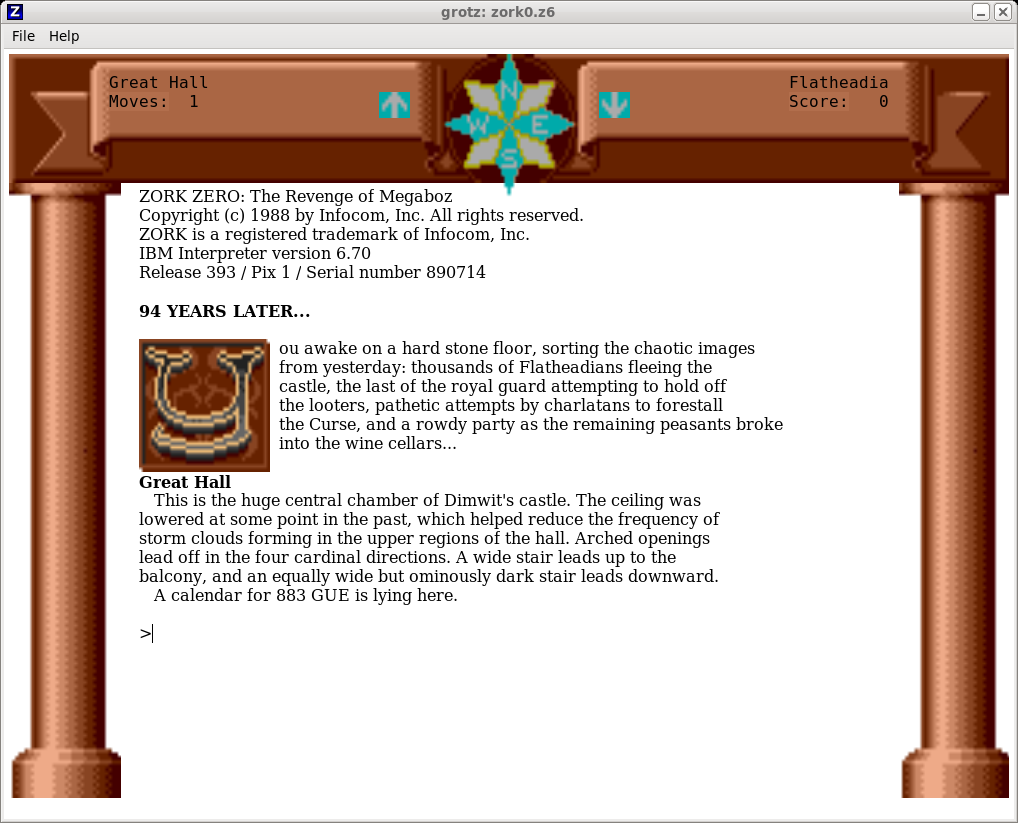 grotz: zork0.z6
File Help
Great Hall
Moves: 1
N
W E
S
Flatheadia
Score: 0
ZORK ZERO: The Revenge of Megaboz
Copyright (c) 1988 by Infocom, Inc. All rights reserved.
ZORK is a registered trademark of Infocom, Inc.
IBM Interpreter version 6.70
Release 393 / Pix 1 / Serial number 890714
94 YEARS LATER...
You awake on a hard stone floor, sorting the chaotic images
from yesterday: thousands of Flatheadians fleeing the
castle, the last of the royal guard attempting to hold off
the looters, pathetic attempts by charlatans to forestall
the Curse, and a rowdy party as the remaining peasants broke
into the wine cellars...
Great Hall
This is the huge central chamber of Dimwit's castle. The ceiling was
lowered at some point in the past, which helped reduce the frequency of
storm clouds forming in the upper regions of the hall. Arched openings
lead off in the four cardinal directions. A wide stair leads up to the
balcony, and an equally wide but ominously dark stair leads downward.
A calendar for 883 GUE is lying here.
>